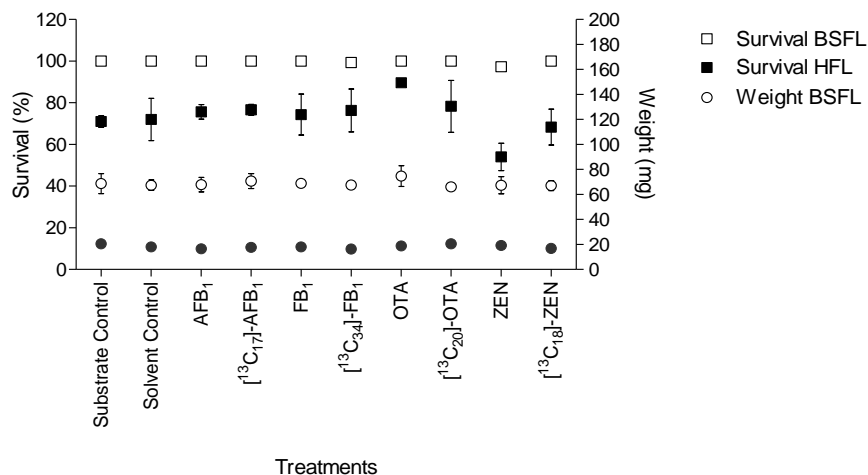 120
100
80
60
40
20
0
Survival (%)
200
180
160
140
120
100
80
60
40
20
0
Weight (mg)
Survival BSFL
Survival HFL
Weight BSFL
Substrate Control
Solvent Control
AFB₁
[¹³C₁₇]-AFB₁
FB₁
[¹³C₃₄]-FB₁
OTA
[¹³C₂₀]-OTA
ZEN
[¹³C₁₈]-ZEN
Treatments